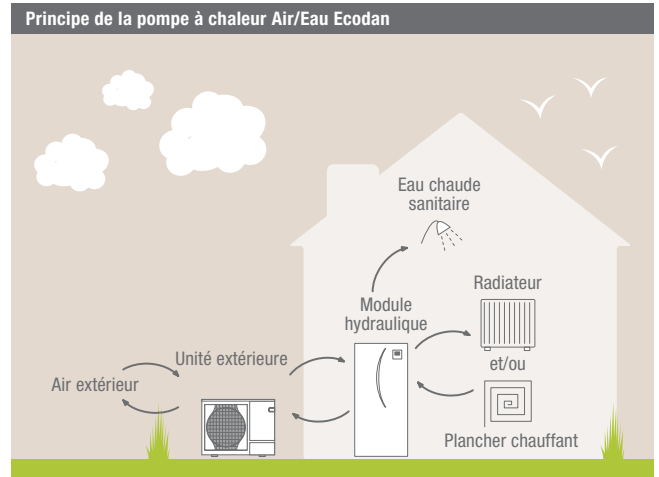 Principe de la pompe à chaleur Air/Eau Ecodan
Eau chaude
sanitaire
Radiateur
Module
hydraulique
Unité extérieure
et/ou
Air extérieur
Plancher chauffant